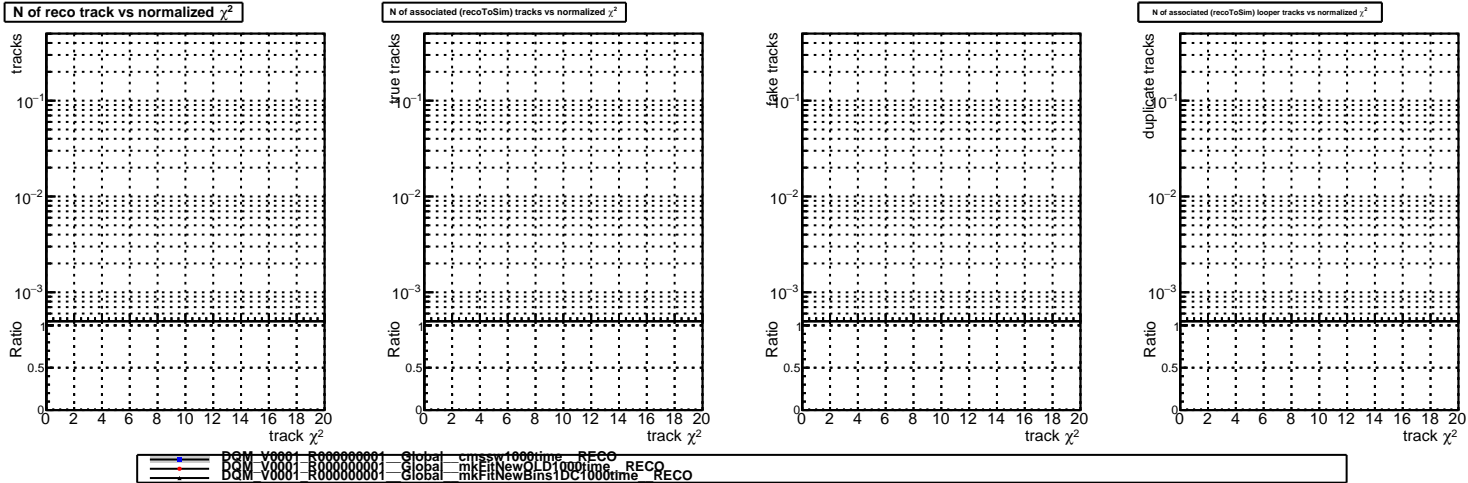 N of reco track vs normalized χ²
tracks
10⁻¹
10⁻²
10⁻³
Ratio
1
0.5
0
0 2 4 6 8 10 12 14 16 18 20
track χ²
N of associated (recoToSim) tracks vs normalized χ²
true tracks
10⁻¹
10⁻²
10⁻³
Ratio
1
0.5
0
0 2 4 6 8 10 12 14 16 18 20
track χ²
fake tracks
10⁻¹
10⁻²
10⁻³
Ratio
1
0.5
0
0 2 4 6 8 10 12 14 16 18 20
track χ²
N of associated (recoToSim) looper tracks vs normalized χ²
duplicate tracks
10⁻¹
10⁻²
10⁻³
Ratio
1
0.5
0
0 2 4 6 8 10 12 14 16 18 20
track χ²
DQM_V0001_R000000001__Global__cmssw1000time__RECO
DQM_V0001_R000000001__Global__mkFitNewOLD1000time__RECO
DQM_V0001_R000000001__Global__mkFitNewBins1DC1000time__RECO